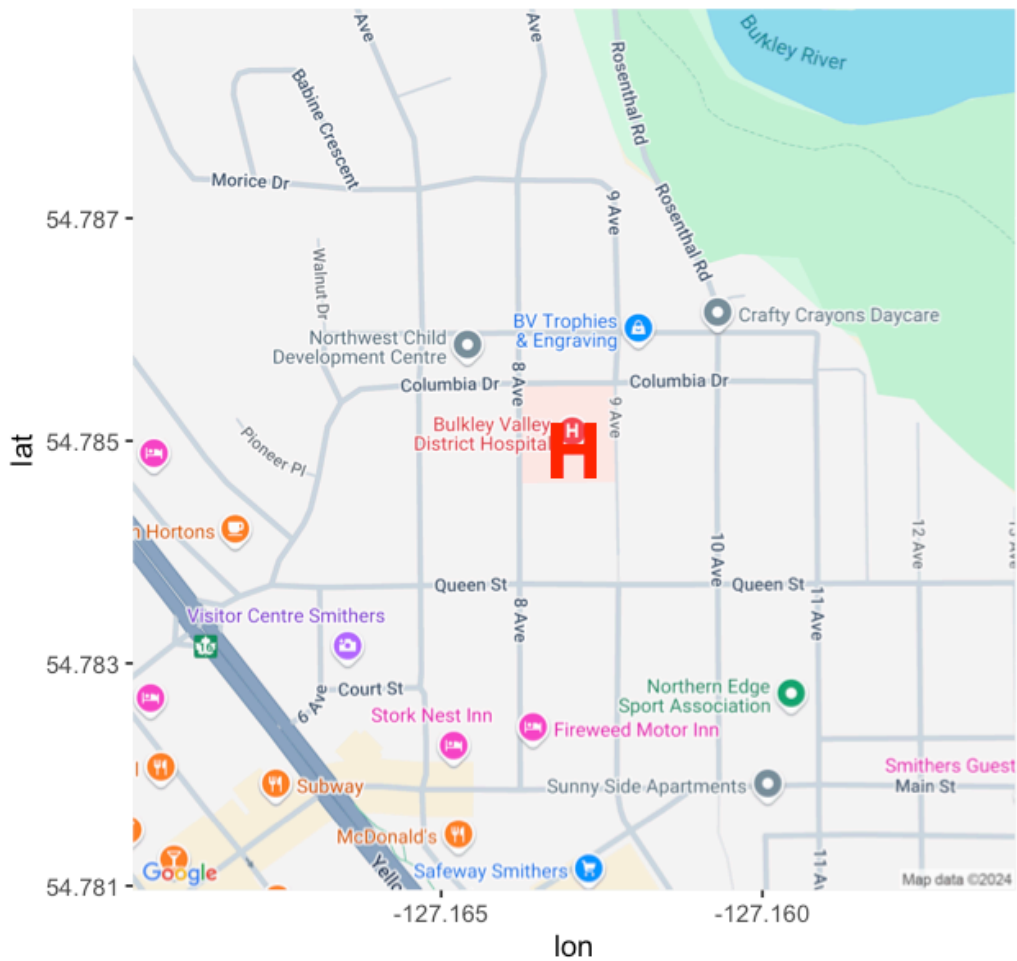 Ave
Ave
Bulkley River
Rosenthal Rd
Babine Crescent
Morice Dr
9 Ave
Rosenthal Rd
54.787
Walnut Dr
Crafty Crayons Daycare
BV Trophies
& Engraving
Northwest Child
Development Centre
8 Ave
Columbia Dr
Columbia Dr
9 Ave
Bulkley Valley
District Hospital
H
H
54.785
lat
Pioneer Pl
n Hortons
10 Ave
12 Ave
13 Ave
Queen St
Queen St
8 Ave
11 Ave
Visitor Centre Smithers
16
54.783
6 Ave
Court St
Northern Edge
Sport Association
Stork Nest Inn
Fireweed Motor Inn
Smithers Guest
Subway
Sunny Side Apartments
Main St
McDonald's
Safeway Smithers
Yello
11 Av
Google
Map data ©2024
54.781
-127.165
-127.160
lon